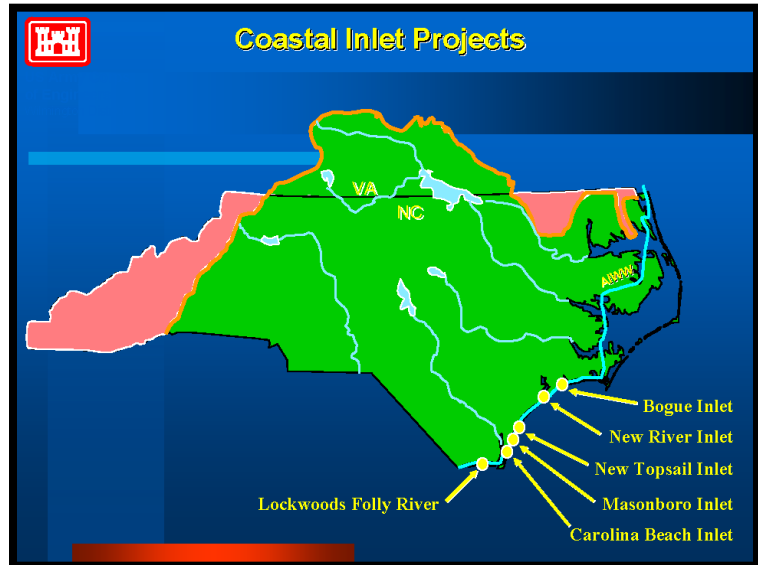 Coastal Inlet Projects
VA
NC
AIWW
Bogue Inlet
New River Inlet
New Topsail Inlet
Lockwoods Folly River
Masonboro Inlet
Carolina Beach Inlet